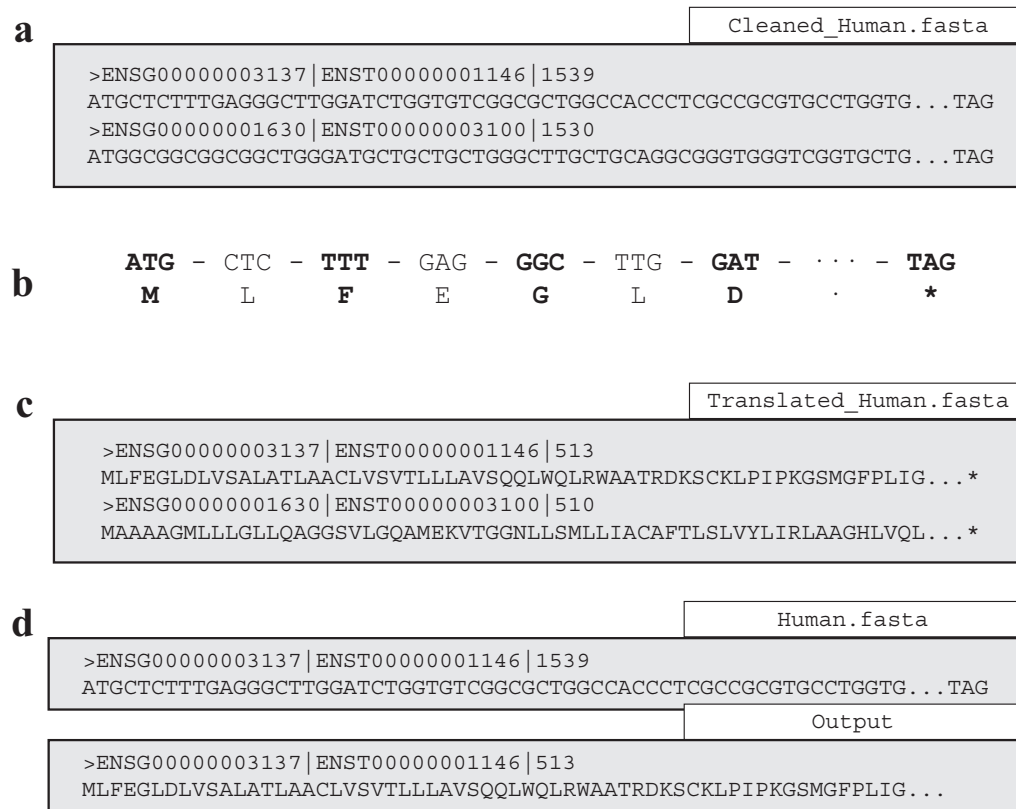 a
Cleaned_Human.fasta
>ENSG00000003137|ENST00000001146|1539
ATGCTCTTTGAGGGCTTGGATCTGGTGTCGGCGCTGGCCACCCTCGCCGCGTGCCTGGTG...TAG
>ENSG00000001630|ENST00000003100|1530
ATGGCGGCGGCGGCTGGGATGCTGCTGCTGGGCTTGCTGCAGGCGGGTGGGTCGGTGCTG...TAG
b
ATG – CTC – TTT – GAG – GGC – TTG – GAT – ··· – TAG
M L F E G L D · *
c
Translated_Human.fasta
>ENSG00000003137|ENST00000001146|513
MLFEGLDLVSALATLAACLVSVTLLLAVSQQLWQLRWAATRDKSCKLPIPKGSMGFPLIG...*
>ENSG00000001630|ENST00000003100|510
MAAAAGMLLLGLLQAGGSVLGQAMEKVTGGNLLSMLLIACAFTLSLVYLIRLAAGHLVQL...*
d
Human.fasta
>ENSG00000003137|ENST00000001146|1539
ATGCTCTTTGAGGGCTTGGATCTGGTGTCGGCGCTGGCCACCCTCGCCGCGTGCCTGGTG...TAG
Output
>ENSG00000003137|ENST00000001146|513
MLFEGLDLVSALATLAACLVSVTLLLAVSQQLWQLRWAATRDKSCKLPIPKGSMGFPLIG...